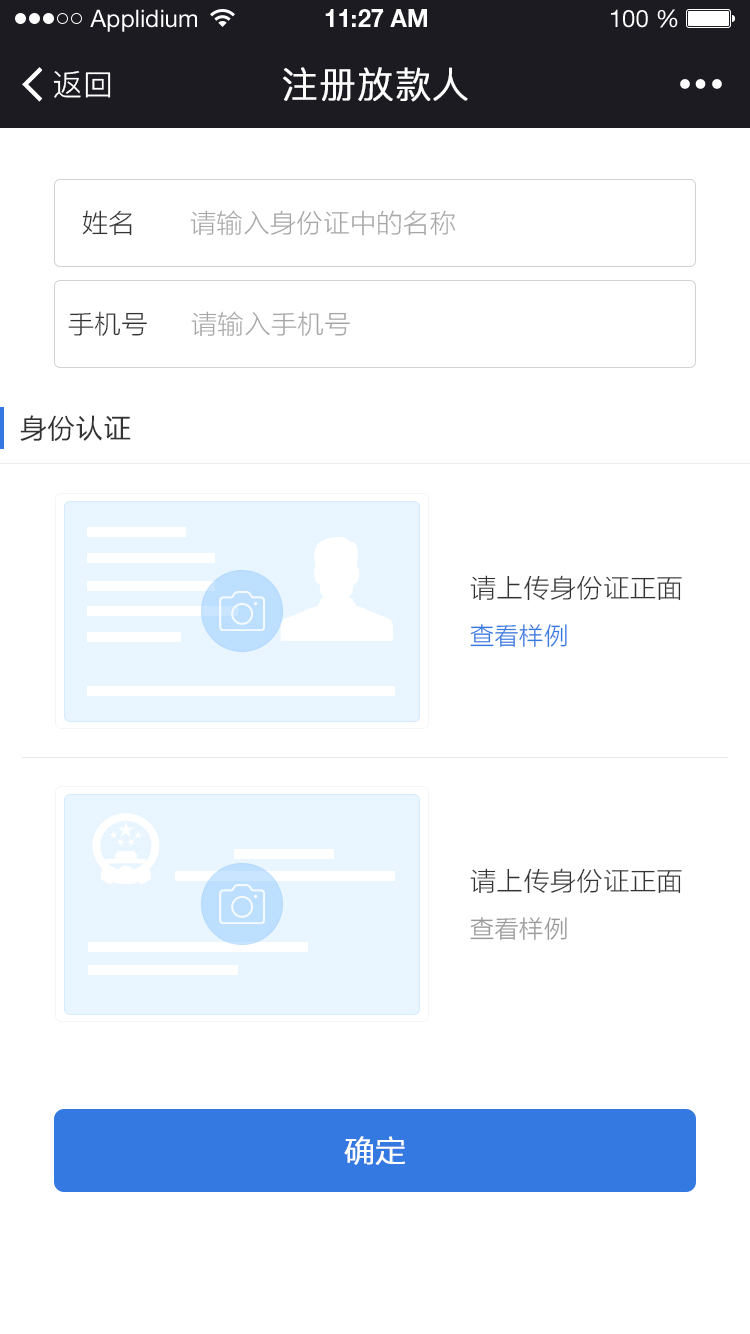 Applidium 11:27 AM 100 %
返回 注册放款人
姓名 请输入身份证中的名称
手机号 请输入手机号
身份认证
请上传身份证正面
查看样例
请上传身份证正面
查看样例
确定